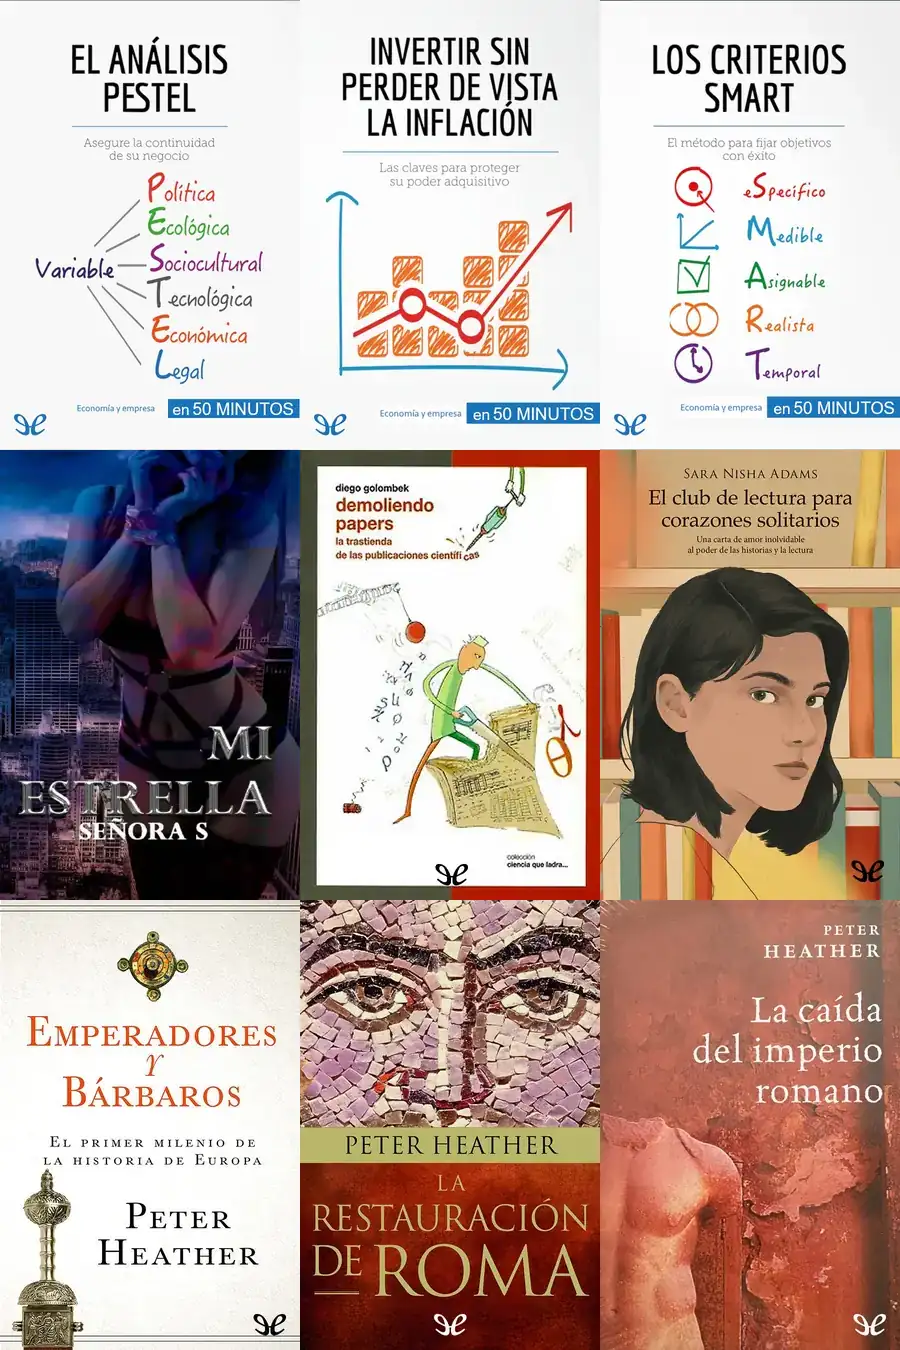 EL ANÁLISIS
PESTEL
Asegure la continuidad
de su negocio
Variable
Política
Ecológica
Sociocultural
Tecnológica
Económica
Legal
Economía y empresa
en 50 MINUTOS
INVERTIR SIN
PERDER DE VISTA
LA INFLACIÓN
Las claves para proteger
su poder adquisitivo
Economía y empresa
en 50 MINUTOS
LOS CRITERIOS
SMART
El método para fijar objetivos
con éxito
eSpecífico
Medible
Asignable
Realista
Temporal
Economía y empresa
en 50 MINUTOS
MI
ESTRELLA
SEÑORA S
diego golombek
demoliendo
papers
la trastienda
de las publicaciones científicas
colección
ciencia que ladra...
SARA NISHA ADAMS
El club de lectura para
corazones solitarios
Una carta de amor inolvidable
al poder de las historias y la lectura
EMPERADORES
Y
BÁRBAROS
EL PRIMER MILENIO DE
LA HISTORIA DE EUROPA
PETER
HEATHER
PETER HEATHER
LA
RESTAURACIÓN
DE ROMA
PETER
HEATHER
La caída
del imperio
romano